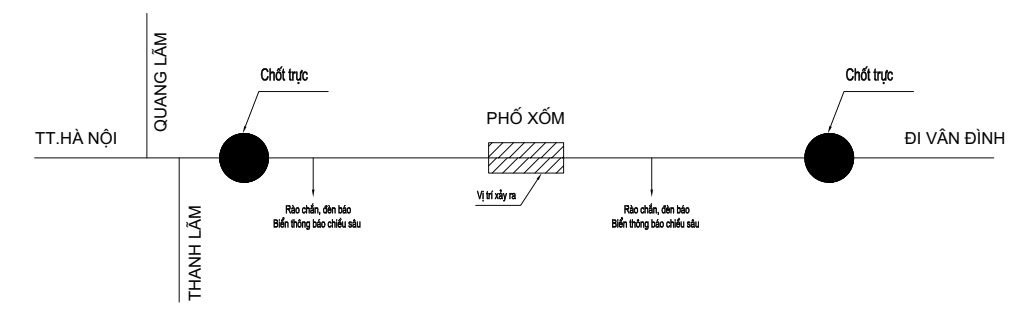 QUANG LÃM
Chốt trực
Chốt trực
PHỐ XỐM
TT.HÀ NỘI
ĐI VÂN ĐÌNH
Vị trí xảy ra
Rào chắn, đèn báo
Biển thông báo chiều sâu
Rào chắn, đèn báo
Biển thông báo chiều sâu
THANH LÃM